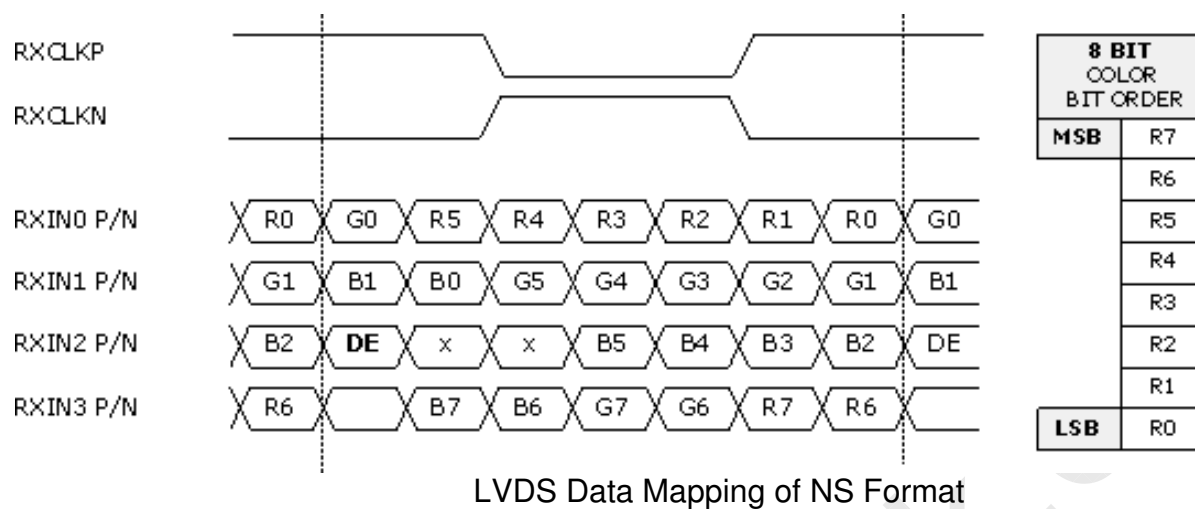 RXCLKP
RXCLKN
RXIN0 P/N R0 G0 R5 R4 R3 R2 R1 R0 G0
RXIN1 P/N G1 B1 B0 G5 G4 G3 G2 G1 B1
RXIN2 P/N B2 DE x x B5 B4 B3 B2 DE
RXIN3 P/N R6 B7 B6 G7 G6 R7 R6
8 BIT
COLOR
BIT ORDER
MSB R7
R6
R5
R4
R3
R2
R1
LSB R0
LVDS Data Mapping of NS Format